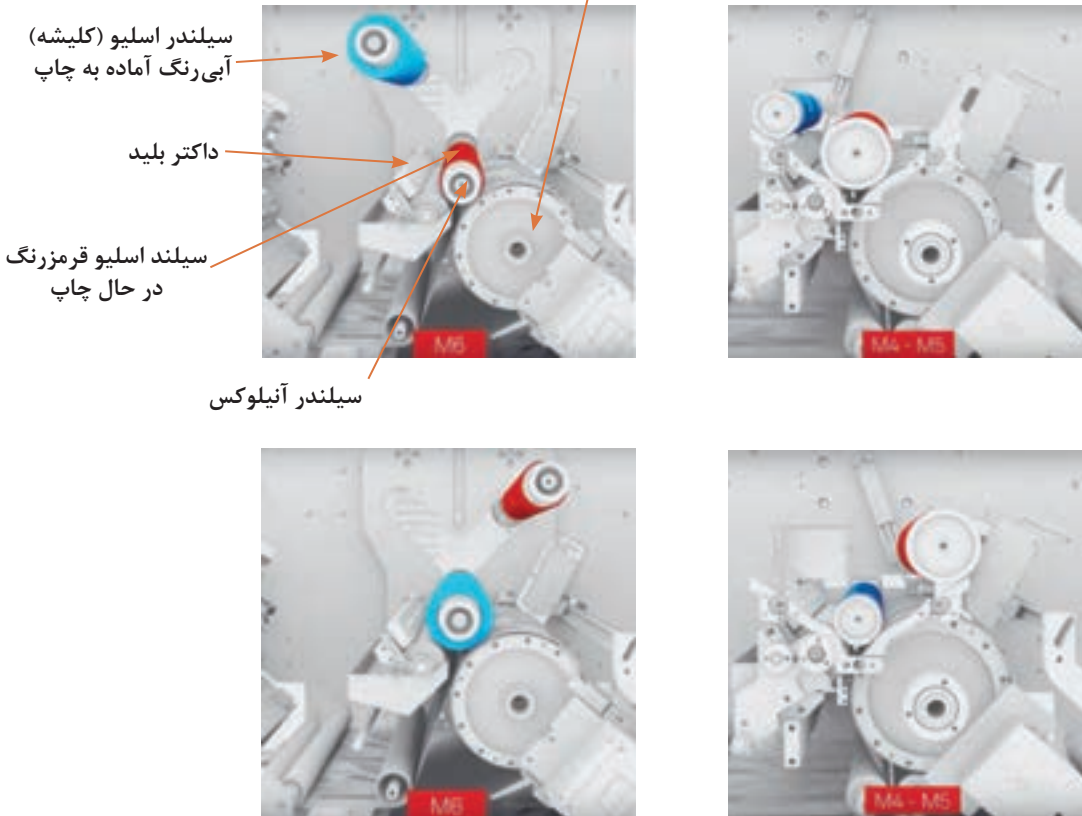 سیلندر اسلیو (کلیشه)
آبی‌رنگ آماده به چاپ
داکتر بلید
سیلند اسلیو قرمزرنگ
در حال چاپ
سیلندر آنیلوکس
M6
M4 - M5
M6
M4 - M5